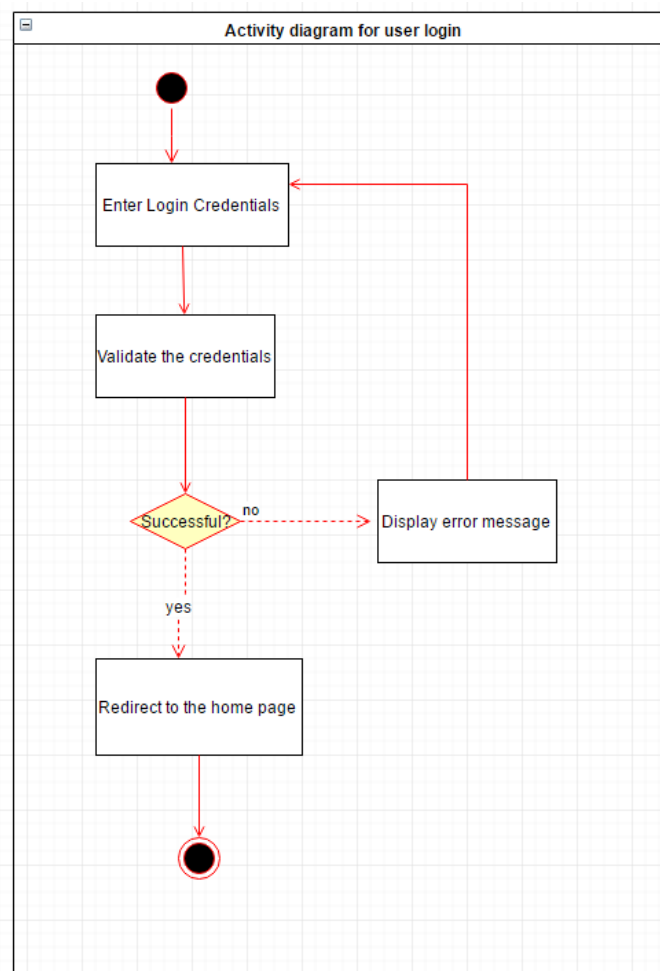 Activity diagram for user login
Enter Login Credentials
Validate the credentials
Successful?
no
Display error message
yes
Redirect to the home page